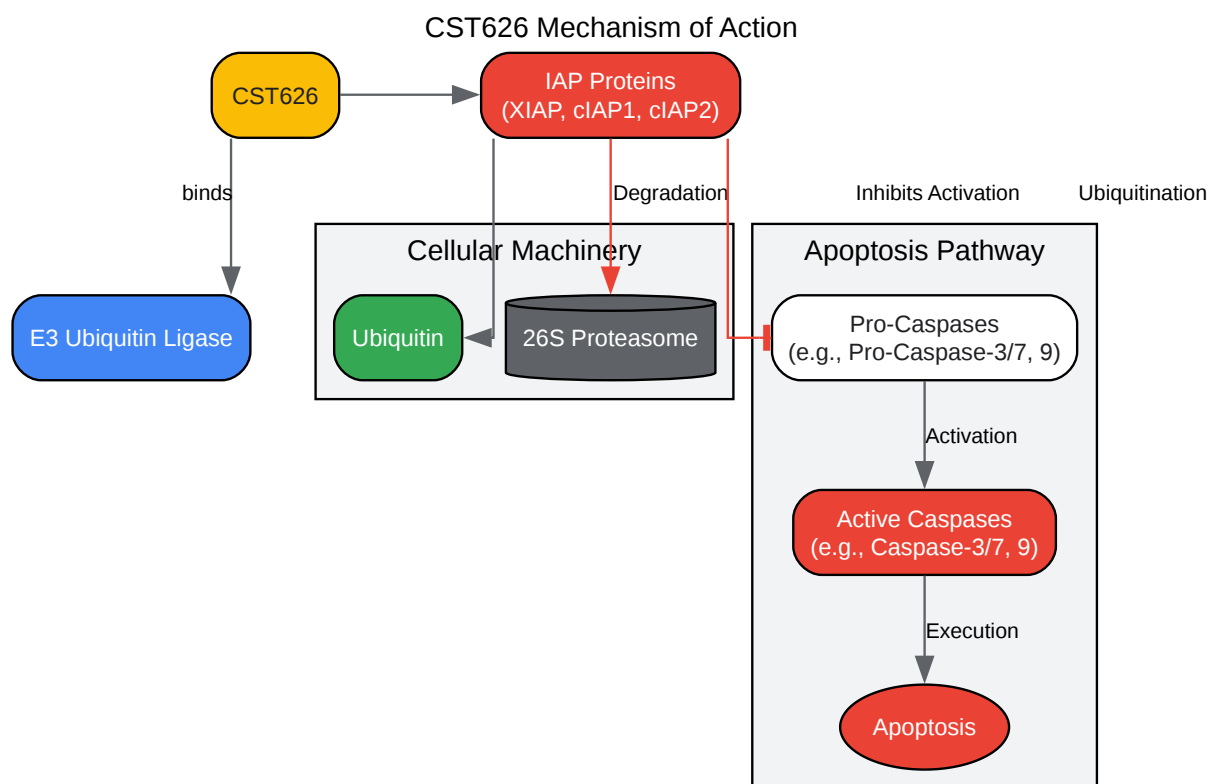 CST626 Mechanism of Action
CST626
IAP Proteins
(XIAP, cIAP1, cIAP2)
binds
Degradation
Inhibits Activation
Ubiquitination
Cellular Machinery
Apoptosis Pathway
E3 Ubiquitin Ligase
Ubiquitin
26S Proteasome
Pro-Caspases
(e.g., Pro-Caspase-3/7, 9)
Activation
Active Caspases
(e.g., Caspase-3/7, 9)
Execution
Apoptosis